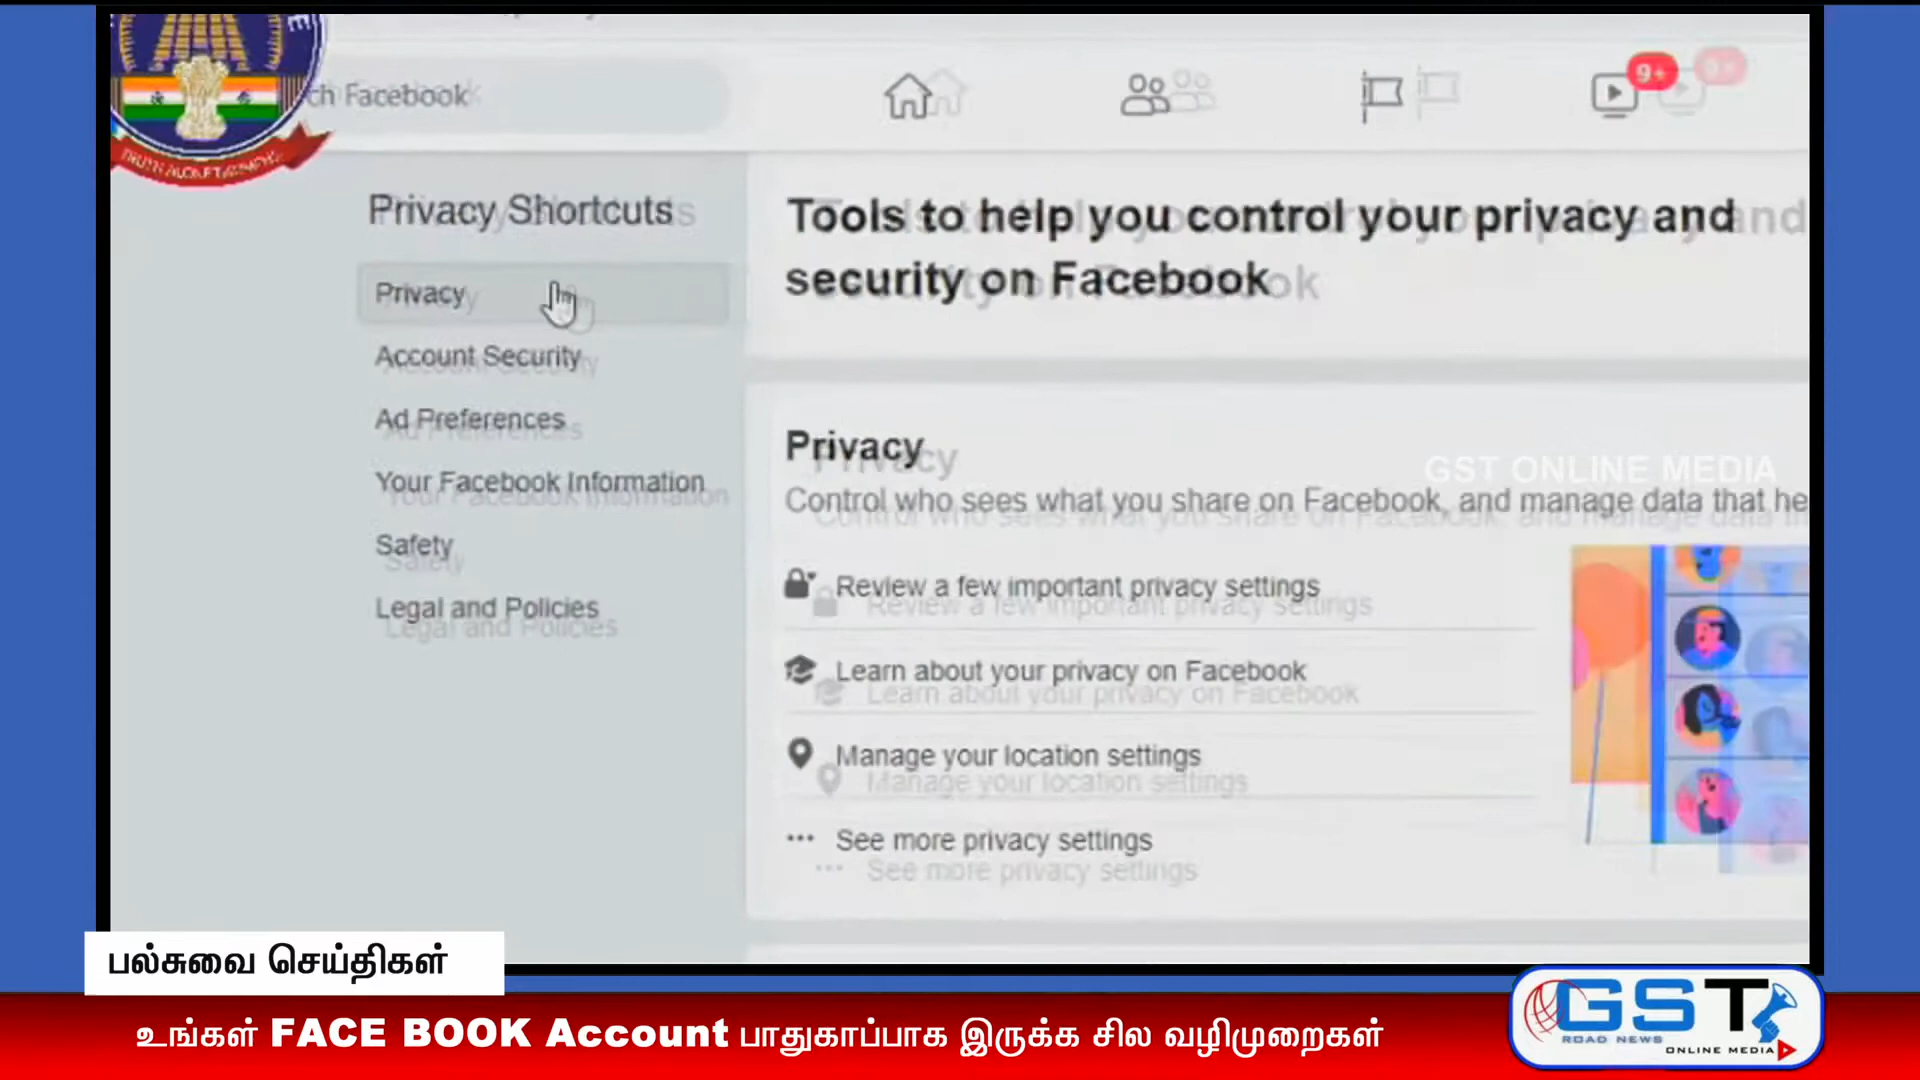 ch Facebook
9+
Privacy Shortcuts
Privacy
Account Security
Ad Preferences
Your Facebook Information
Safety
Legal and Policies
Tools to help you control your privacy and
security on Facebook
Privacy
GST ONLINE MEDIA
Control who sees what you share on Facebook, and manage data that he
Review a few important privacy settings
Learn about your privacy on Facebook
Manage your location settings
See more privacy settings
பல்சுவை செய்திகள்
உங்கள் FACE BOOK Account பாதுகாப்பாக இருக்க சில வழிமுறைகள்
GST
ROAD NEWS
ONLINE MEDIA